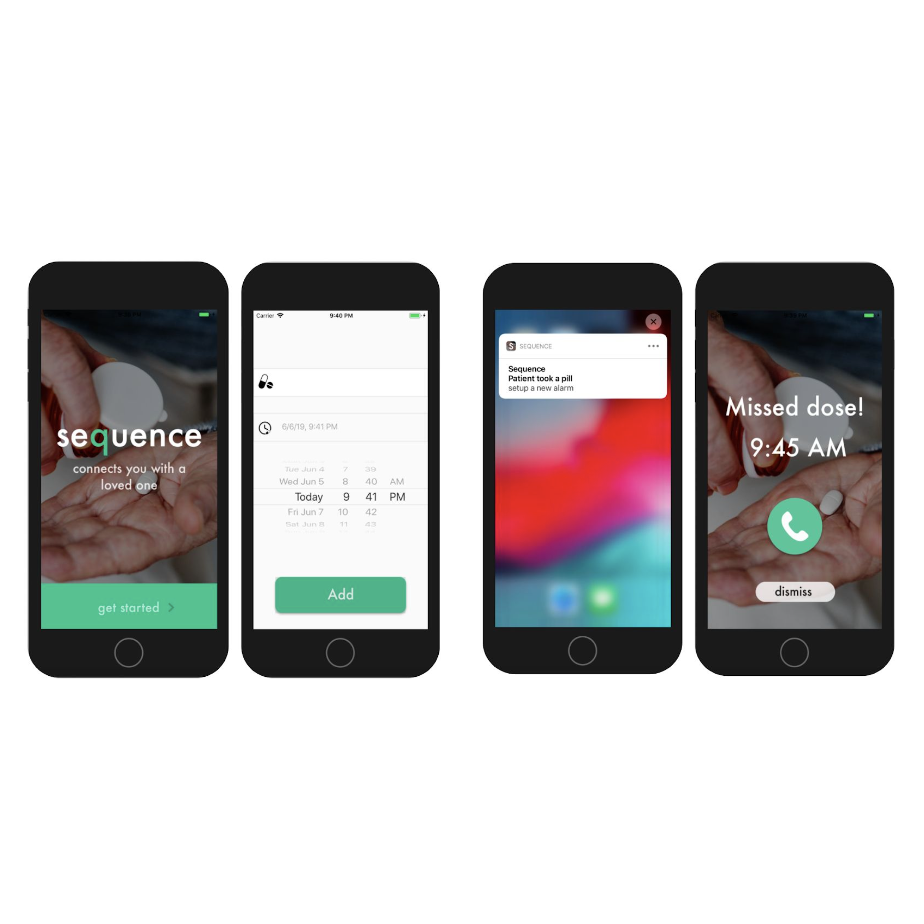 sequence
connects you with a
loved one
get started
Carrier
9:40 PM
6/6/19, 9:41 PM
Tue Jun 4 7 39
Wed Jun 5 8 40 AM
Today 9 41 PM
Fri Jun 7 10 42
Sat Jun 8 11 43
Add
S SEQUENCE
Sequence
Patient took a pill
setup a new alarm
Missed dose!
9:45 AM
dismiss